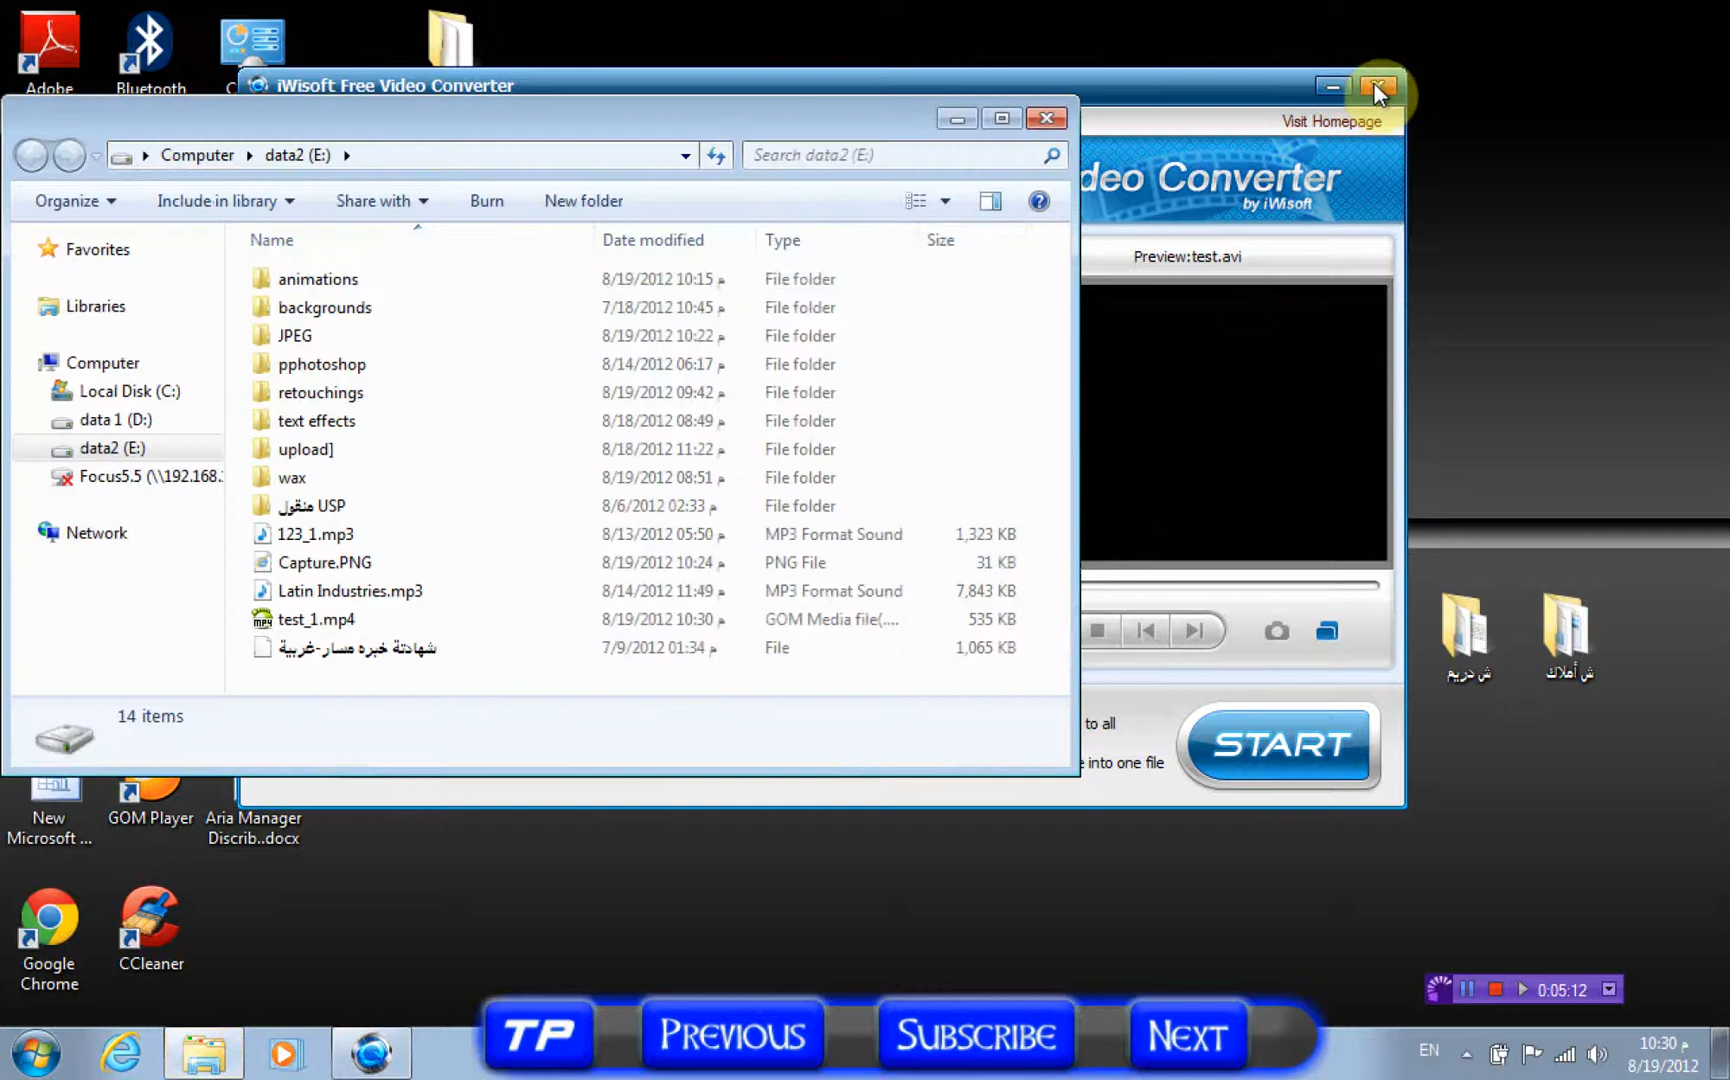 Adobe
Bluetooth
C
iWisoft Free Video Converter
Visit Homepage
Computer
data2 (E:)
Search data2 (E:)
Organize
Include in library
Share with
Burn
New folder
deo Converter
by iWisoft
Preview:test.avi
Name Date modified Type Size
Favorites
Libraries
Computer
Local Disk (C:)
data 1 (D:)
data2 (E:)
Focus5.5 (\\192.168.
Network
animations 8/19/2012 10:15 م File folder
backgrounds 7/18/2012 10:45 م File folder
JPEG 8/19/2012 10:22 م File folder
pphotoshop 8/14/2012 06:17 م File folder
retouchings 8/19/2012 09:42 م File folder
text effects 8/18/2012 08:49 م File folder
upload] 8/18/2012 11:22 م File folder
wax 8/19/2012 08:51 م File folder
منقول USP 8/6/2012 02:33 م File folder
123_1.mp3 8/13/2012 05:50 م MP3 Format Sound 1,323 KB
Capture.PNG 8/19/2012 10:24 م PNG File 31 KB
Latin Industries.mp3 8/14/2012 11:49 م MP3 Format Sound 7,843 KB
test_1.mp4 8/19/2012 10:30 م GOM Media file(.... 535 KB
شهادتة خبره مسار-غربية 7/9/2012 01:34 م File 1,065 KB
14 items
to all
e into one file
START
ش دريم
ش أملاك
New
Microsoft ...
GOM Player
Aria Manager
Discrib..docx
Google
Chrome
CCleaner
0:05:12
TP
PREVIOUS
SUBSCRIBE
NEXT
EN
10:30 م
8/19/2012